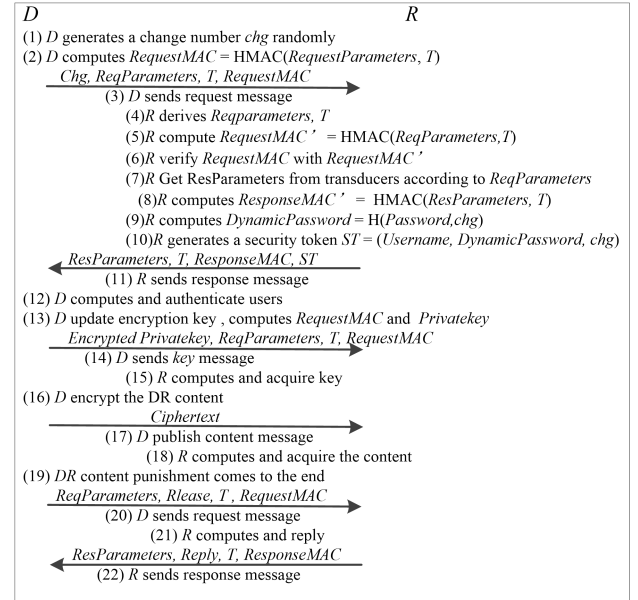 D R
(1) D generates a change number chg randomly
(2) D computes RequestMAC = HMAC(RequestParameters, T)
Chg, ReqParameters, T, RequestMAC
(3) D sends request message
(4)R derives Reqparameters, T
(5)R compute RequestMAC’ = HMAC(ReqParameters,T)
(6)R verify RequestMAC with RequestMAC’
(7)R Get ResParameters from transducers according to ReqParameters
(8)R computes ResponseMAC’ = HMAC(ResParameters, T)
(9)R computes DynamicPassword = H(Password,chg)
(10)R generates a security token ST = (Username, DynamicPassword, chg)
ResParameters, T, ResponseMAC, ST
(11) R sends response message
(12) D computes and authenticate users
(13) D update encryption key , computes RequestMAC and Privatekey
Encrypted Privatekey, ReqParameters, T, RequestMAC
(14) D sends key message
(15) R computes and acquire key
(16) D encrypt the DR content
Ciphertext
(17) D publish content message
(18) R computes and acquire the content
(19) DR content punishment comes to the end
ReqParameters, Rlease, T , RequestMAC
(20) D sends request message
(21) R computes and reply
ResParameters, Reply, T, ResponseMAC
(22) R sends response message